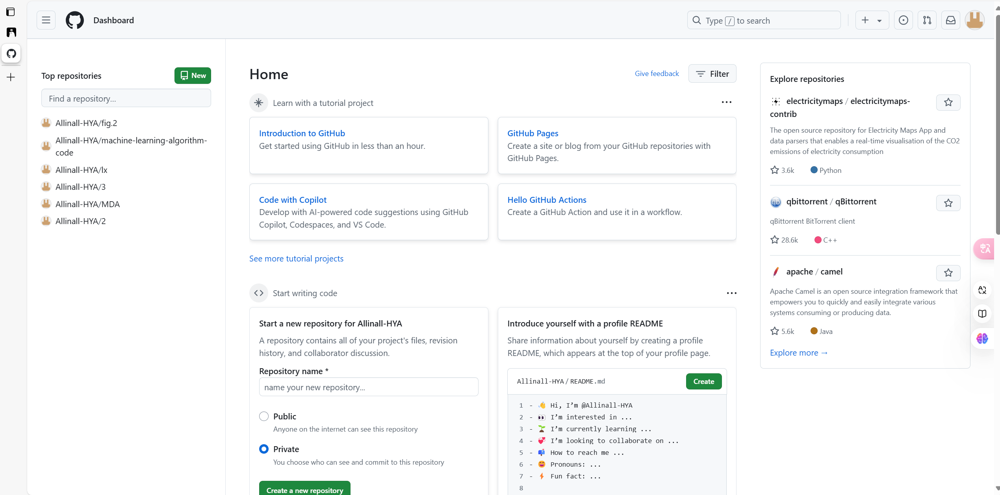 Dashboard
Type / to search
Top repositories
New
Find a repository...
Allinall-HYA/fig.2
Allinall-HYA/machine-learning-algorithm-
code
Allinall-HYA/lx
Allinall-HYA/3
Allinall-HYA/MDA
Allinall-HYA/2
Home
Give feedback
Filter
Learn with a tutorial project
Introduction to GitHub
Get started using GitHub in less than an hour.
GitHub Pages
Create a site or blog from your GitHub repositories with
GitHub Pages.
Code with Copilot
Develop with AI-powered code suggestions using GitHub
Copilot, Codespaces, and VS Code.
Hello GitHub Actions
Create a GitHub Action and use it in a workflow.
See more tutorial projects
Start writing code
Start a new repository for Allinall-HYA
A repository contains all of your project's files, revision
history, and collaborator discussion.
Repository name *
name your new repository...
Public
Anyone on the internet can see this repository
Private
You choose who can see and commit to this repository
Create a new repository
Introduce yourself with a profile README
Share information about yourself by creating a profile
README, which appears at the top of your profile page.
Allinall-HYA / README.md
Create
1 - 👋 Hi, I’m @Allinall-HYA
2 - 👀 I’m interested in ...
3 - 🌱 I’m currently learning ...
4 - 💞️ I’m looking to collaborate on ...
5 - 📫 How to reach me ...
6 - 😄 Pronouns: ...
7 - ⚡ Fun fact: ...
8
Explore repositories
electricitymaps / electricitymaps-
contrib
The open source repository for Electricity Maps App and
data parsers that enables a real-time visualisation of the CO2
emissions of electricity consumption
3.6k Python
qb qbittorrent / qBittorrent
qBittorrent BitTorrent client
28.6k C++
apache / camel
Apache Camel is an open source integration framework that
empowers you to quickly and easily integrate various
systems consuming or producing data.
5.6k Java
Explore more →